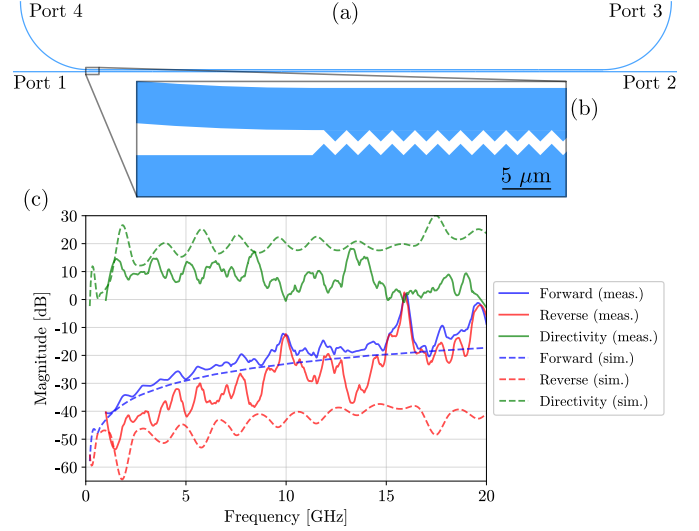 Port 4
(a)
Port 3
Port 1
Port 2
(b)
5 μm
(c)
30
20
10
0
-10
-20
-30
-40
-50
-60
Magnitude [dB]
0
5
10
15
20
Frequency [GHz]
Forward (meas.)
Reverse (meas.)
Directivity (meas.)
Forward (sim.)
Reverse (sim.)
Directivity (sim.)